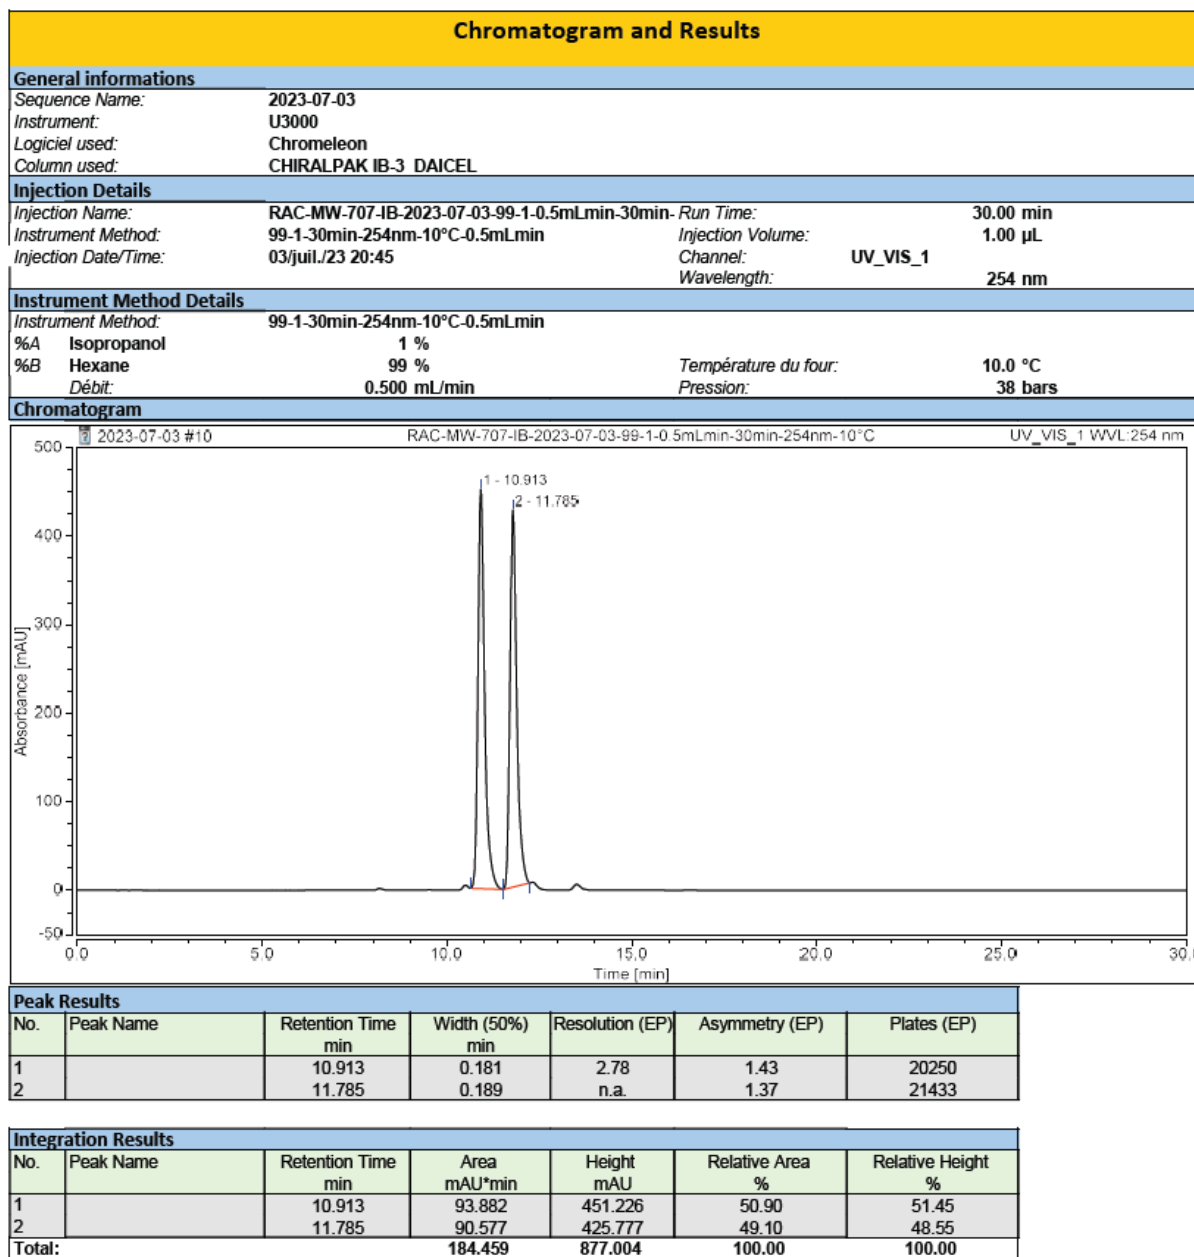 Chromatogram and Results
General informations
Sequence Name: 2023-07-03
Instrument: U3000
Logiciel used: Chromeleon
Column used: CHIRALPAK IB-3 DAICEL
Injection Details
Injection Name: RAC-MW-707-IB-2023-07-03-99-1-0.5mLmin-30min- Run Time: 30.00 min
Instrument Method: 99-1-30min-254nm-10°C-0.5mLmin Injection Volume: 1.00 µL
Injection Date/Time: 03/juil./23 20:45 Channel: UV_VIS_1
Wavelength: 254 nm
Instrument Method Details
Instrument Method: 99-1-30min-254nm-10°C-0.5mLmin
%A Isopropanol 1 %
%B Hexane 99 % Température du four: 10.0 °C
Débit: 0.500 mL/min Pression: 38 bars
Chromatogram
2023-07-03 #10 RAC-MW-707-IB-2023-07-03-99-1-0.5mLmin-30min-254nm-10°C UV_VIS_1 WVL:254 nm
500
1 - 10.913
2 - 11.785
400
300
200
100
0
-50
Absorbance [mAU]
0.0 5.0 10.0 15.0 20.0 25.0 30.
Time [min]
Peak Results
No. Peak Name Retention Time Width (50%) Resolution (EP) Asymmetry (EP) Plates (EP)
min min
1 10.913 0.181 2.78 1.43 20250
2 11.785 0.189 n.a. 1.37 21433
Integration Results
No. Peak Name Retention Time Area Height Relative Area Relative Height
min mAU*min mAU % %
1 10.913 93.882 451.226 50.90 51.45
2 11.785 90.577 425.777 49.10 48.55
Total: 184.459 877.004 100.00 100.00